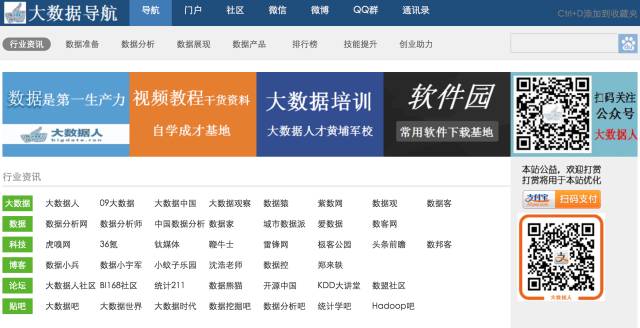 大数据导航 导航 门户 社区 微信 微博 QQ群 通讯录 Ctrl+D添加到收藏夹
行业资讯 数据准备 数据分析 数据展现 数据产品 排行榜 技能提升 创业助力
数据是第一生产力
大数据人
bigdata.ren
视频教程干货资料
自学成才基地
大数据培训
大数据人才黄埔军校
软件园
常用软件下载基地
扫码关注
公众号
大数据人
行业资讯
本站公益，欢迎打赏
打赏将用于本站优化
支付宝 扫码支付
大数据 大数据人 09大数据 大数据中国 大数据观察 数据猿 紫数网 数据观 数据客
数据 数据分析网 数据分析师 中国数据分析 数据家 城市数据派 爱数据 数客网
科技 虎嗅网 36氪 钛媒体 鞭牛士 雷锋网 极客公园 头条前瞻 数邦客
博客 数据小兵 数据小宇军 小蚊子乐园 沈浩老师 数据控 郑来轶
论坛 大数据人社区 BI168社区 统计211 数据熊猫 开源中国 KDD大讲堂 数盟社区
贴吧 大数据吧 大数据世界 大数据时代 数据挖掘吧 数据分析吧 统计学吧 Hadoop吧